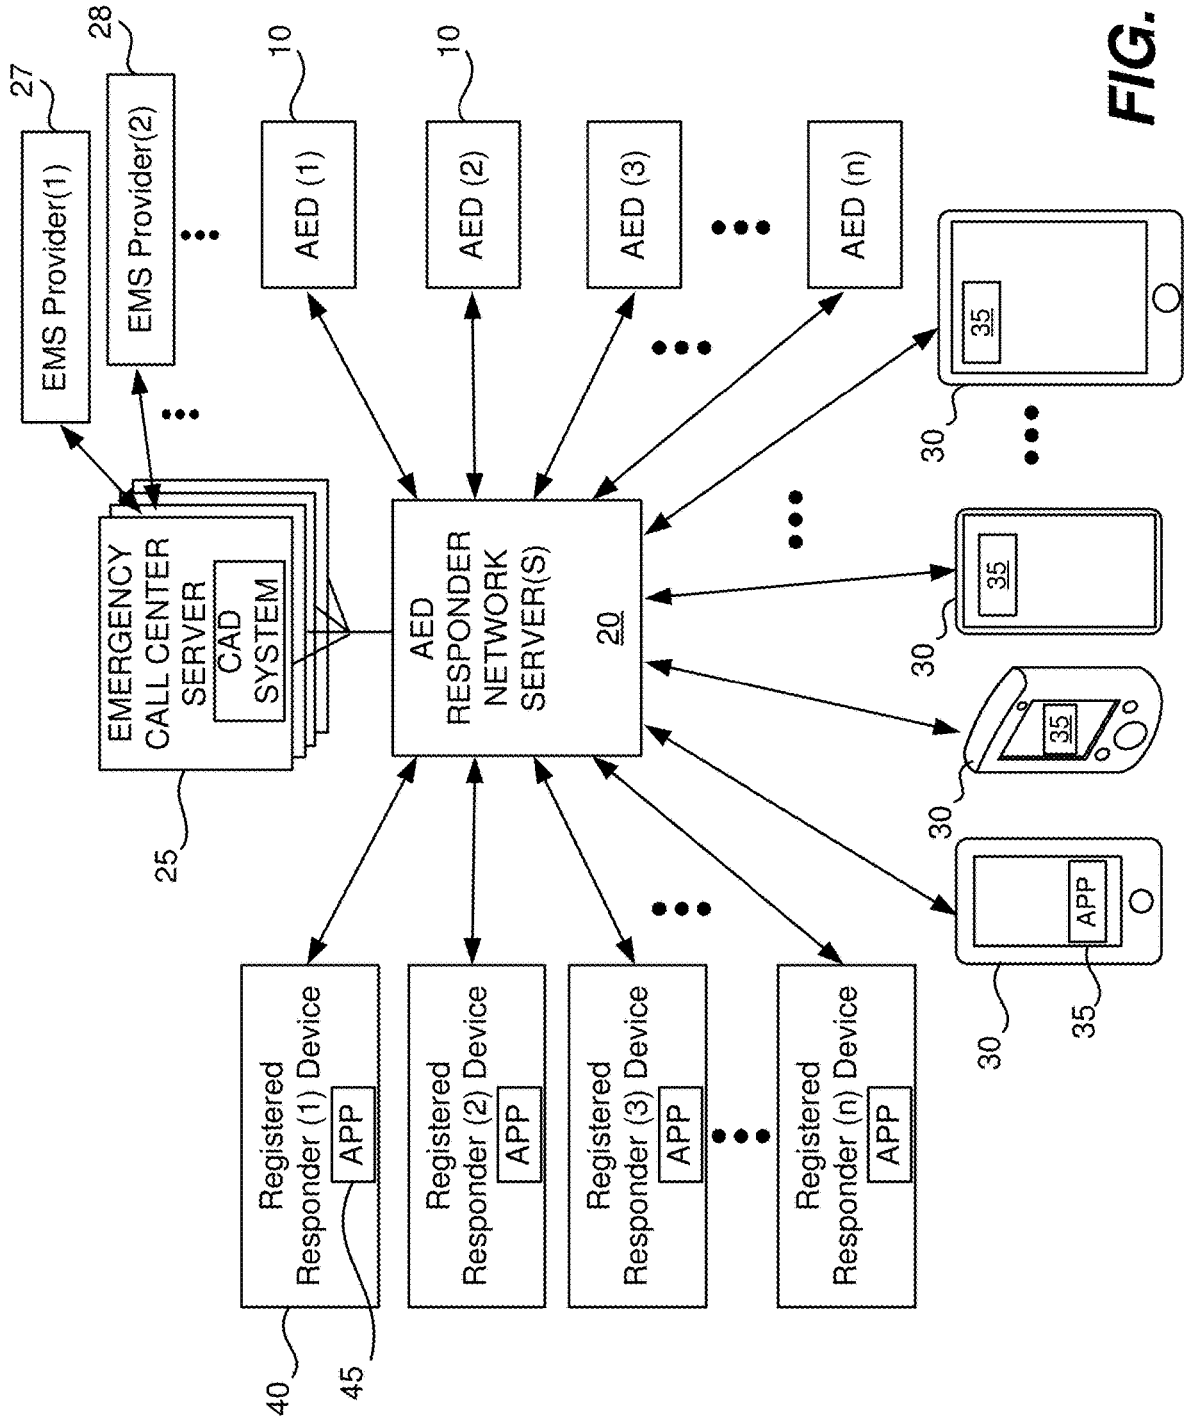 27
28
EMS Provider(1)
EMS Provider(2)
25
EMERGENCY
CALL CENTER
SERVER
CAD
SYSTEM
40
45
Registered
Responder (1) Device
APP
Registered
Responder (2) Device
APP
Registered
Responder (3) Device
APP
Registered
Responder (n) Device
APP
AED
RESPONDER
NETWORK
SERVER(S)
20
10
AED (1)
10
AED (2)
AED (3)
AED (n)
30
APP
35
30
35
30
35
30
35
FIG.